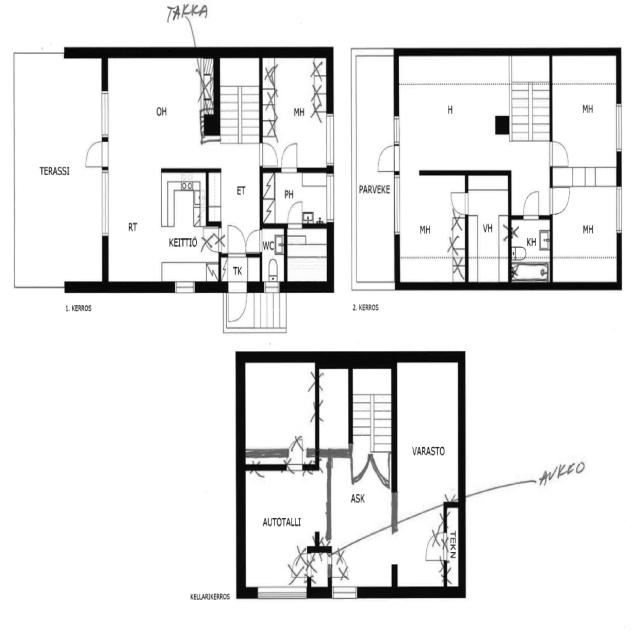 TAKKA
OH
MH
TERASSI
ET
PH
RT
KEITTIÖ
WC
TK
1. KERROS
H
MH
PARVEKE
MH
VH
KH
MH
2. KERROS
VARASTO
AUKEO
ASK
AUTOTALLI
TEKN
KELLARIKERROS